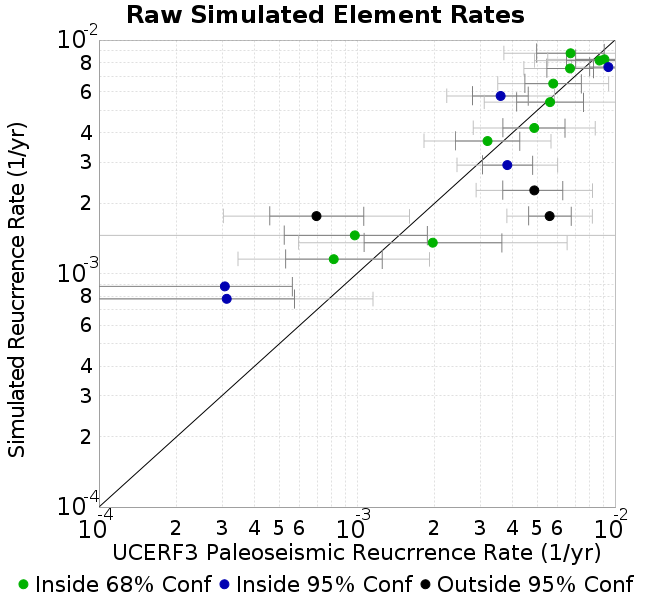 Raw Simulated Element Rates
Simulated Reucrrence Rate (1/yr)
10-2
8
6
4
3
2
10-3
8
6
4
3
2
10-4
10-4 2 3 4 5 6 10-3 2 3 4 5 6 10-2
UCERF3 Paleoseismic Reucrrence Rate (1/yr)
Inside 68% Conf Inside 95% Conf Outside 95% Conf